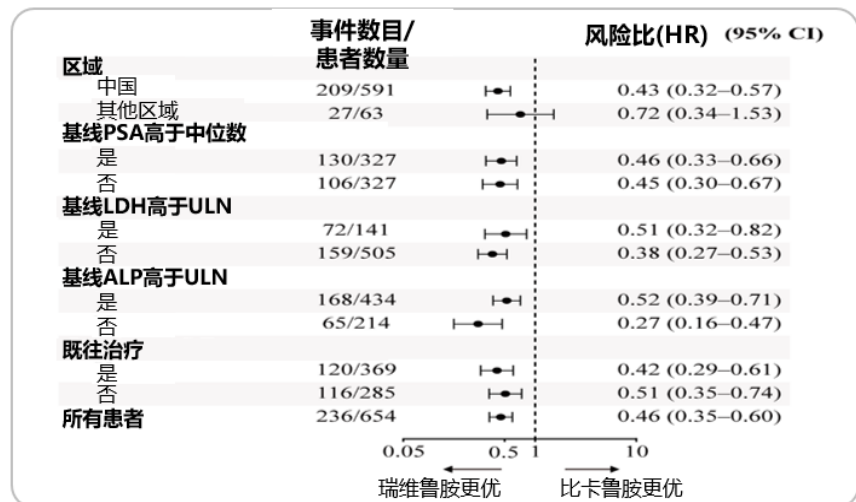 事件数目/
患者数量
风险比(HR) (95% CI)
区域
中国 209/591 0.43 (0.32–0.57)
其他区域 27/63 0.72 (0.34–1.53)
基线PSA高于中位数
是 130/327 0.46 (0.33–0.66)
否 106/327 0.45 (0.30–0.67)
基线LDH高于ULN
是 72/141 0.51 (0.32–0.82)
否 159/505 0.38 (0.27–0.53)
基线ALP高于ULN
是 168/434 0.52 (0.39–0.71)
否 65/214 0.27 (0.16–0.47)
既往治疗
是 120/369 0.42 (0.29–0.61)
否 116/285 0.51 (0.35–0.74)
所有患者 236/654 0.46 (0.35–0.60)
0.05 0.5 1 10
瑞维鲁胺更优 比卡鲁胺更优